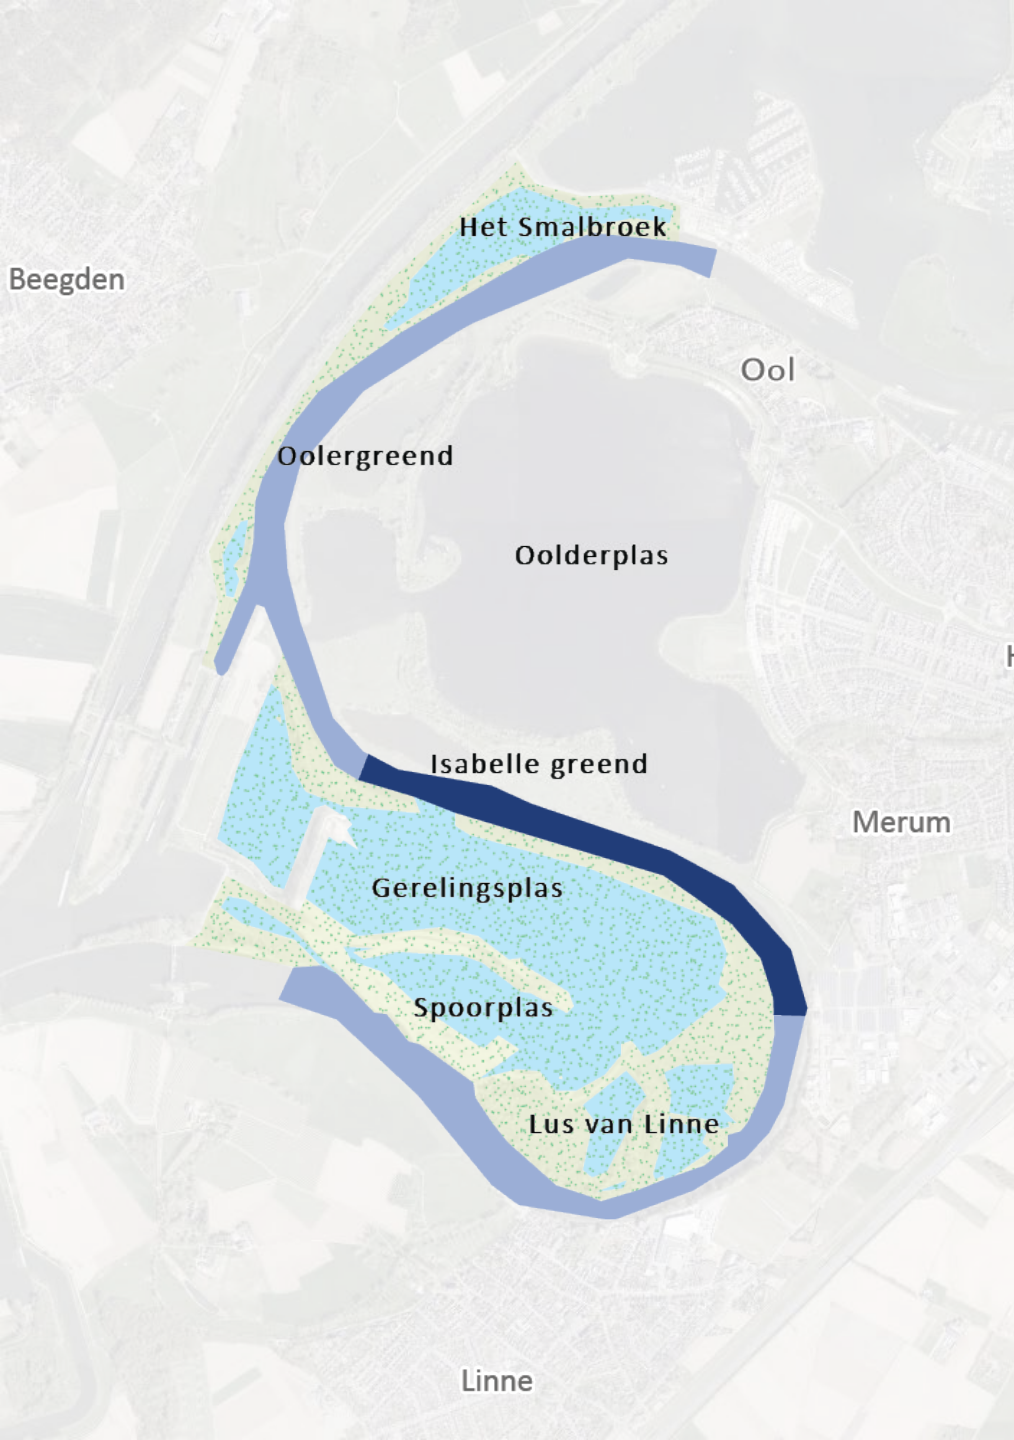 Het Smalbroek
Beegden
Ool
Oolergreend
Oolderplas
H
Isabelle greend
Merum
Gerelingsplas
Spoorplas
Lus van Linne
Linne